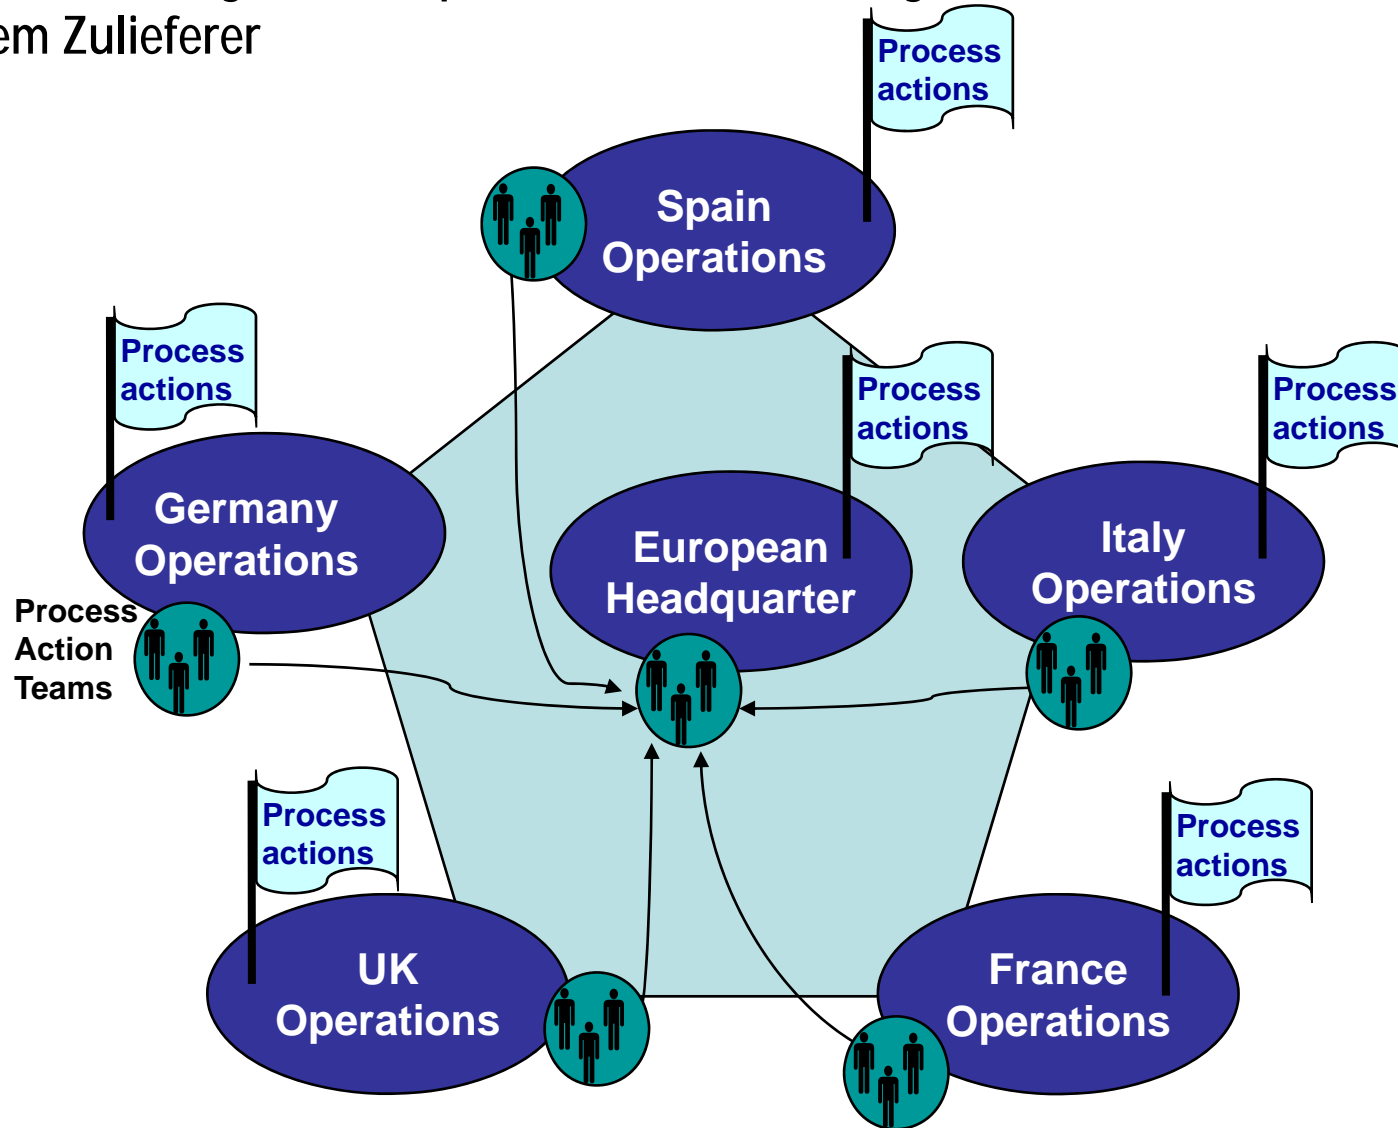 em Zulieferer
Process
actions
Spain
Operations
Process
actions
Process
actions
Process
actions
Germany
Operations
European
Headquarter
Italy
Operations
Process
Action
Teams
Process
actions
Process
actions
UK
Operations
France
Operations